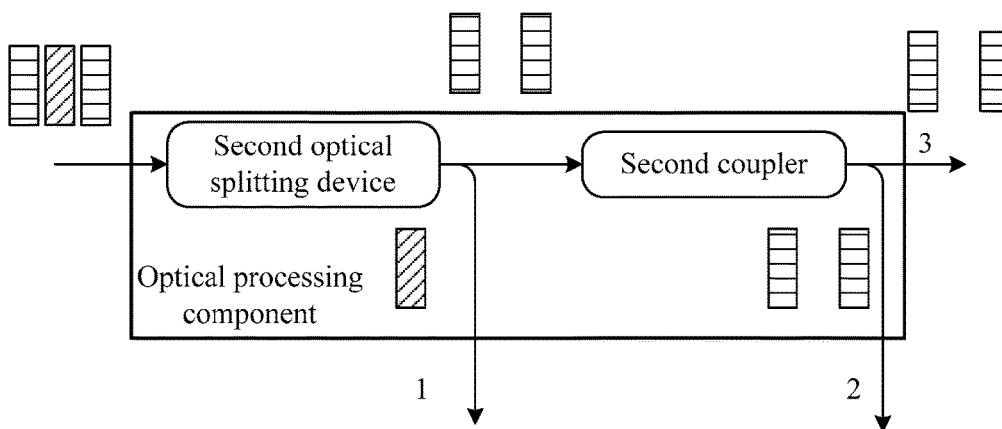 Second optical
splitting device
Second coupler
3
Optical processing
component
1
2